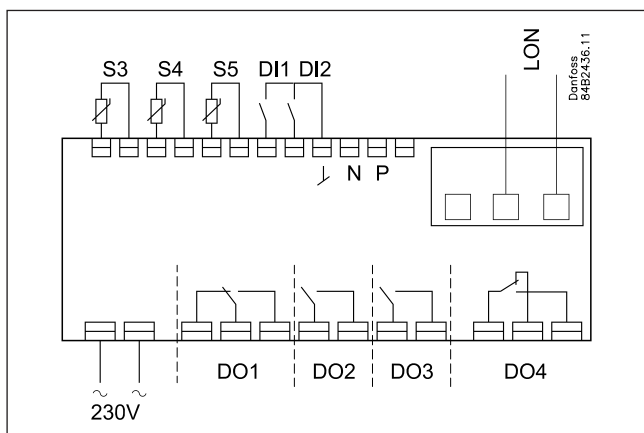 S3 S4 S5 DI1 DI2
LON
Danfoss
84B2436.11
N P
DO1 DO2 DO3 DO4
~ ~
230V